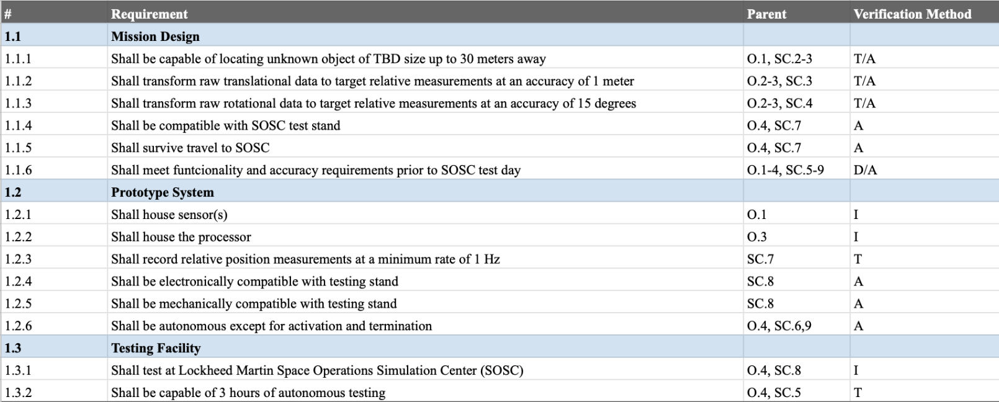 # Requirement Parent Verification Method
1.1 Mission Design
1.1.1 Shall be capable of locating unknown object of TBD size up to 30 meters away O.1, SC.2-3 T/A
1.1.2 Shall transform raw translational data to target relative measurements at an accuracy of 1 meter O.2-3, SC.3 T/A
1.1.3 Shall transform raw rotational data to target relative measurements at an accuracy of 15 degrees O.2-3, SC.4 T/A
1.1.4 Shall be compatible with SOSC test stand O.4, SC.7 A
1.1.5 Shall survive travel to SOSC O.4, SC.7 A
1.1.6 Shall meet funtcionality and accuracy requirements prior to SOSC test day O.1-4, SC.5-9 D/A
1.2 Prototype System
1.2.1 Shall house sensor(s) O.1 I
1.2.2 Shall house the processor O.3 I
1.2.3 Shall record relative position measurements at a minimum rate of 1 Hz SC.7 T
1.2.4 Shall be electronically compatible with testing stand SC.8 A
1.2.5 Shall be mechanically compatible with testing stand SC.8 A
1.2.6 Shall be autonomous except for activation and termination O.4, SC.6,9 A
1.3 Testing Facility
1.3.1 Shall test at Lockheed Martin Space Operations Simulation Center (SOSC) O.4, SC.8 I
1.3.2 Shall be capable of 3 hours of autonomous testing O.4, SC.5 T